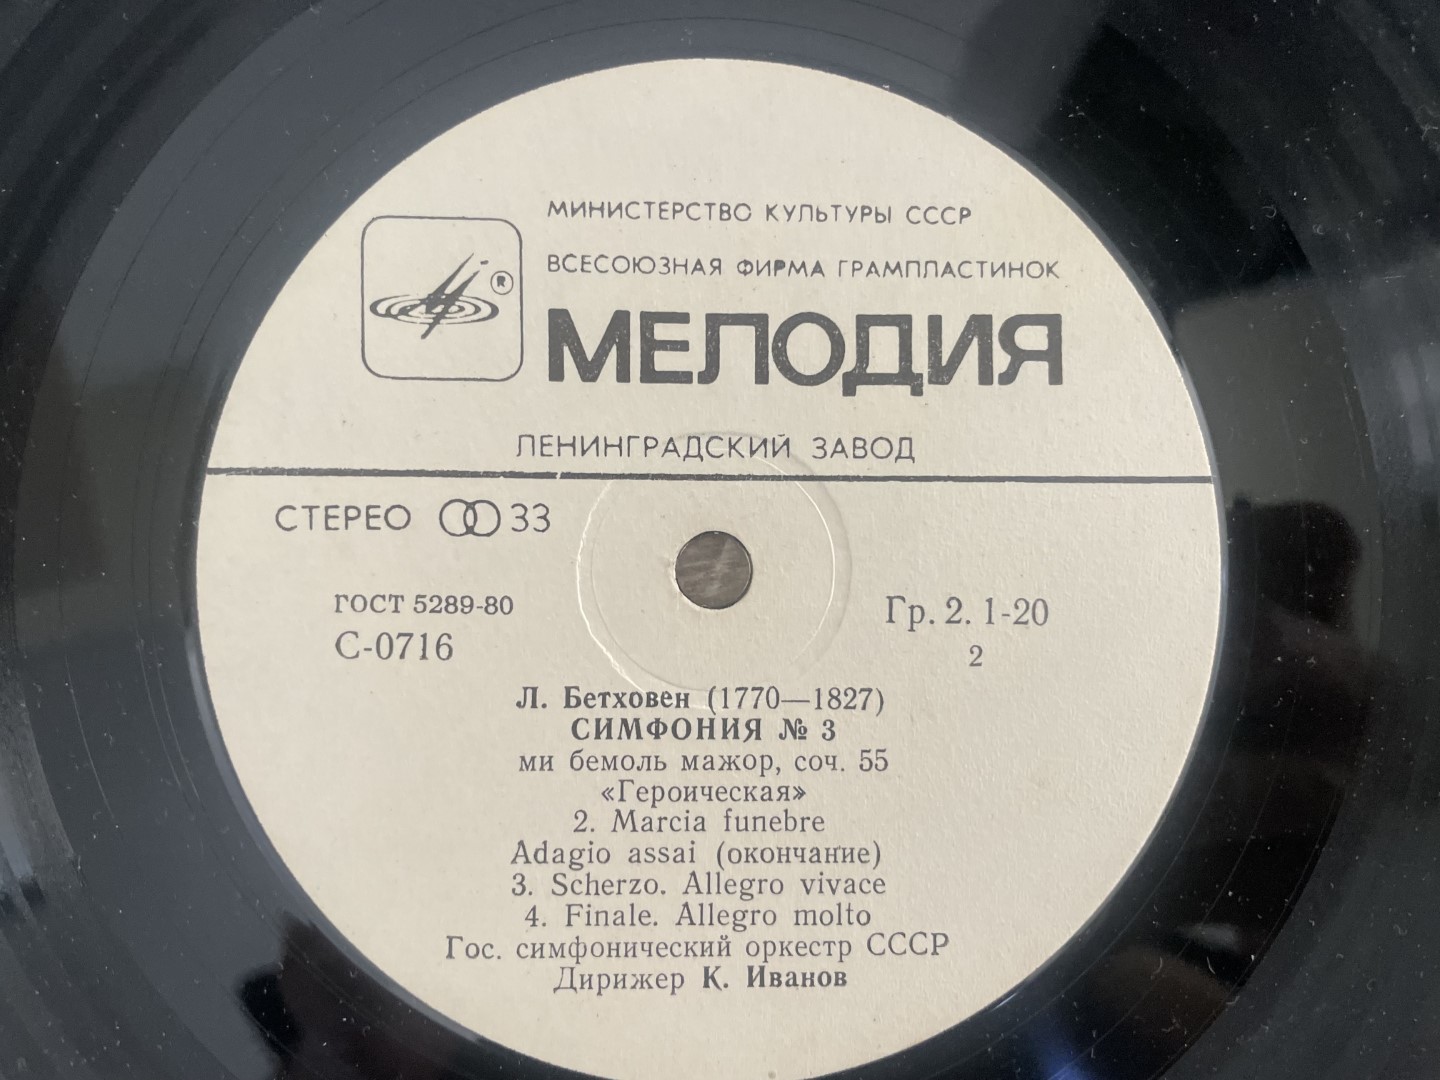 МИНИСТЕРСТВО КУЛЬТУРЫ СССР
ВСЕСОЮЗНАЯ ФИРМА ГРАМПЛАСТИНОК
®
МЕЛОДИЯ
ЛЕНИНГРАДСКИЙ ЗАВОД
СТЕРЕО 33
ГОСТ 5289-80
Гр. 2. 1-20
С-0716
2
Л. Бетховен (1770—1827)
СИМФОНИЯ № 3
ми бемоль мажор, соч. 55
«Героическая»
2. Marcia funebre
Adagio assai (окончание)
3. Scherzo. Allegro vivace
4. Finale. Allegro molto
Гос. симфонический оркестр СССР
Дирижер К. Иванов